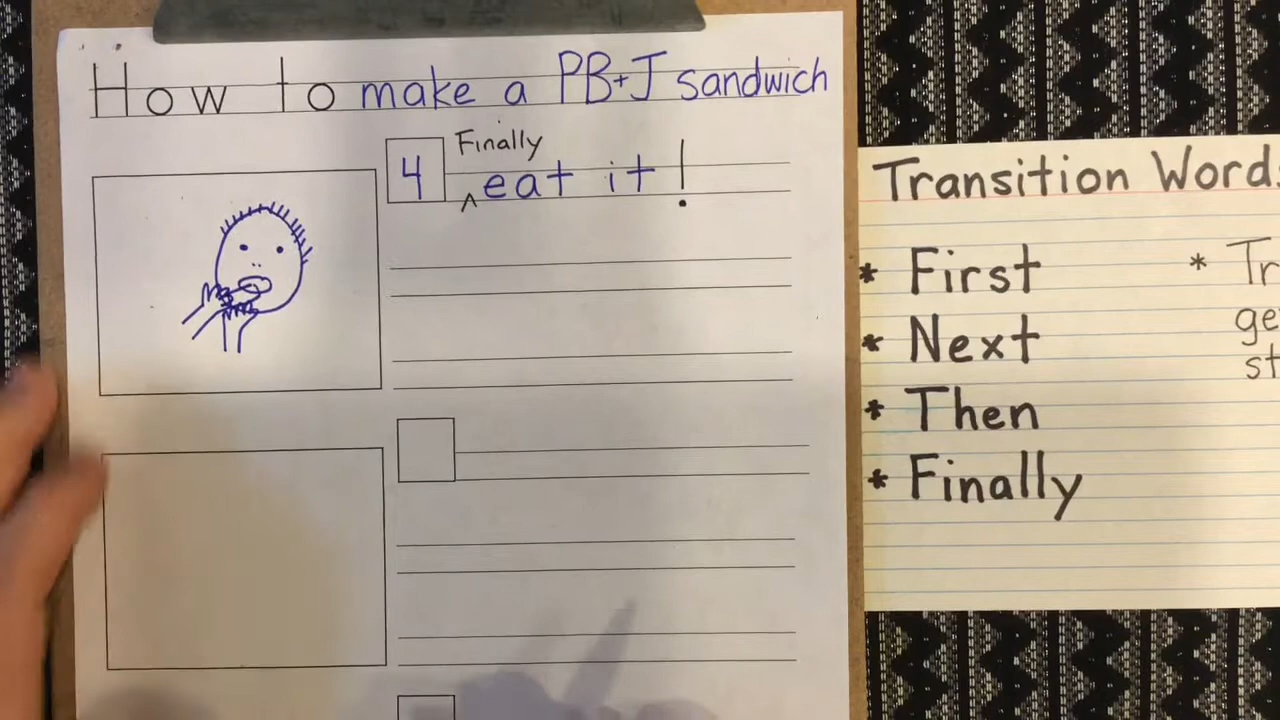 How to make a PB+J sandwich
Finally
4 ^ eat it!
Transition Words
* First
* Next
* Then
* Finally
*